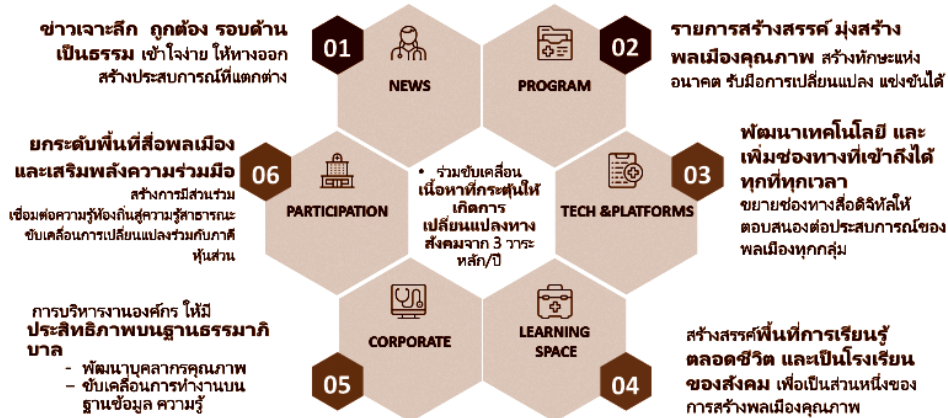 ข่าวเจาะลึก ถูกต้อง รอบด้าน
เป็นธรรม เข้าใจง่าย ให้ทางออก
สร้างประสบการณ์ที่แตกต่าง
01
NEWS
PROGRAM
02
รายการสร้างสรรค์ มุ่งสร้าง
พลเมืองคุณภาพ สร้างทักษะแห่ง
อนาคต รับมือการเปลี่ยนแปลง แข่งขันได้
ยกระดับพื้นที่สื่อพลเมือง
และเสริมพลังความร่วมมือ
สร้างการมีส่วนร่วม
เชื่อมต่อความรู้ท้องถิ่นสู่ความรู้สาธารณะ
ขับเคลื่อนการเปลี่ยนแปลงร่วมกับภาคี
หุ้นส่วน
06
PARTICIPATION
• ร่วมขับเคลื่อน
เนื้อหาที่กระตุ้นให้
เกิดการ
เปลี่ยนแปลงทาง
สังคมจาก 3 วาระ
หลัก/ปี
TECH &PLATFORMS
03
พัฒนาเทคโนโลยี และ
เพิ่มช่องทางที่เข้าถึงได้
ทุกที่ทุกเวลา
ขยายช่องทางสื่อดิจิทัลให้
ตอบสนองต่อประสบการณ์ของ
พลเมืองทุกกลุ่ม
การบริหารงานองค์กร ให้มี
ประสิทธิภาพบนฐานธรรมาภิ
บาล
- พัฒนาบุคลากรคุณภาพ
– ขับเคลื่อนการทำงานบน
ฐานข้อมูล ความรู้
05
CORPORATE
LEARNING
SPACE
04
สร้างสรรค์พื้นที่การเรียนรู้
ตลอดชีวิต และเป็นโรงเรียน
ของสังคม เพื่อเป็นส่วนหนึ่งของ
การสร้างพลเมืองคุณภาพ